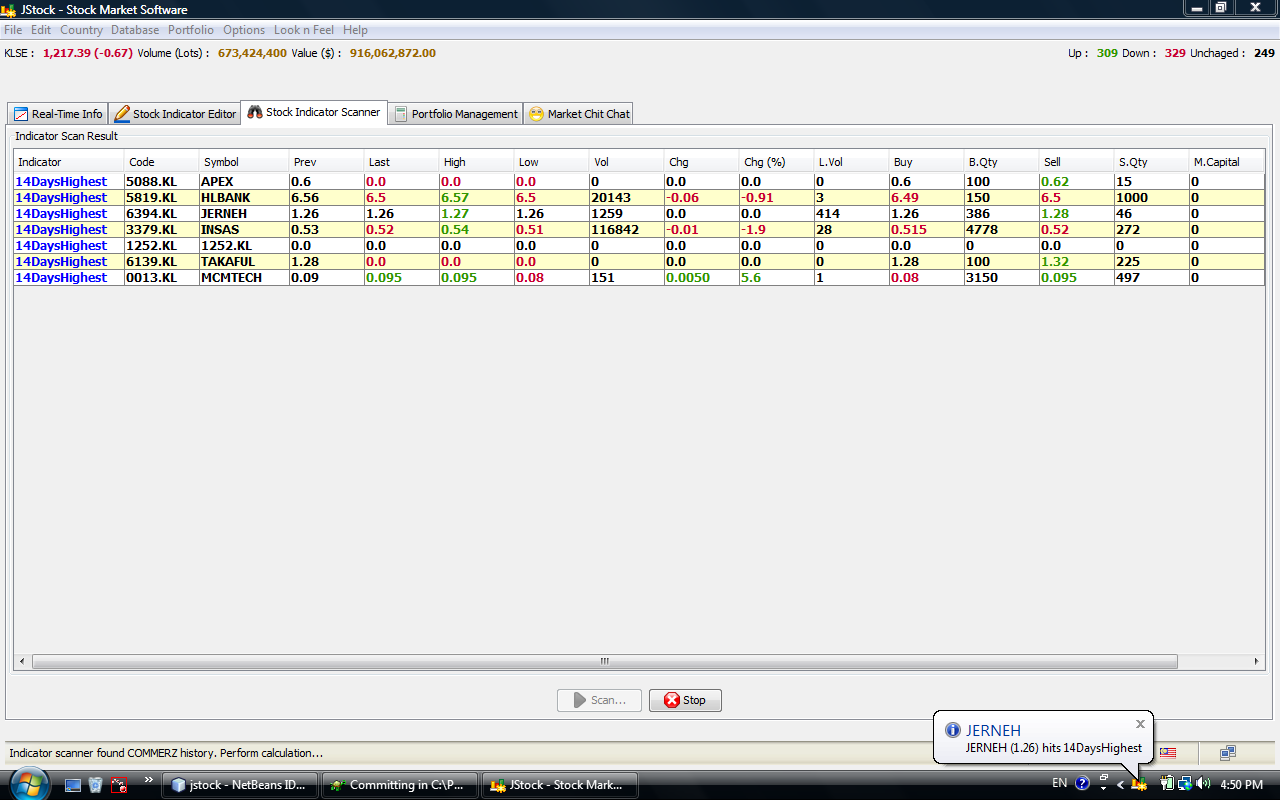 JStock - Stock Market Software
File Edit Country Database Portfolio Options Look n Feel Help
KLSE : 1,217.39 (-0.67) Volume (Lots) : 673,424,400 Value ($) : 916,062,872.00 Up : 309 Down : 329 Unchaged : 249
Real-Time Info Stock Indicator Editor Stock Indicator Scanner Portfolio Management Market Chit Chat
Indicator Scan Result
Indicator Code Symbol Prev Last High Low Vol Chg Chg (%) L.Vol Buy B.Qty Sell S.Qty M.Capital
14DaysHighest 5088.KL APEX 0.6 0.0 0.0 0.0 0 0.0 0.0 0 0.6 100 0.62 15 0
14DaysHighest 5819.KL HLBANK 6.56 6.5 6.57 6.5 20143 -0.06 -0.91 3 6.49 150 6.5 1000 0
14DaysHighest 6394.KL JERNEH 1.26 1.26 1.27 1.26 1259 0.0 0.0 414 1.26 386 1.28 46 0
14DaysHighest 3379.KL INSAS 0.53 0.52 0.54 0.51 116842 -0.01 -1.9 28 0.515 4778 0.52 272 0
14DaysHighest 1252.KL 1252.KL 0.0 0.0 0.0 0.0 0 0.0 0.0 0 0.0 0 0.0 0 0
14DaysHighest 6139.KL TAKAFUL 1.28 0.0 0.0 0.0 0 0.0 0.0 0 1.28 100 1.32 225 0
14DaysHighest 0013.KL MCMTECH 0.09 0.095 0.095 0.08 151 0.0050 5.6 1 0.08 3150 0.095 497 0
Scan... Stop
JERNEH
JERNEH (1.26) hits 14DaysHighest
Indicator scanner found COMMERZ history. Perform calculation...
jstock - NetBeans ID... Committing in C:\P... JStock - Stock Mark... EN 4:50 PM